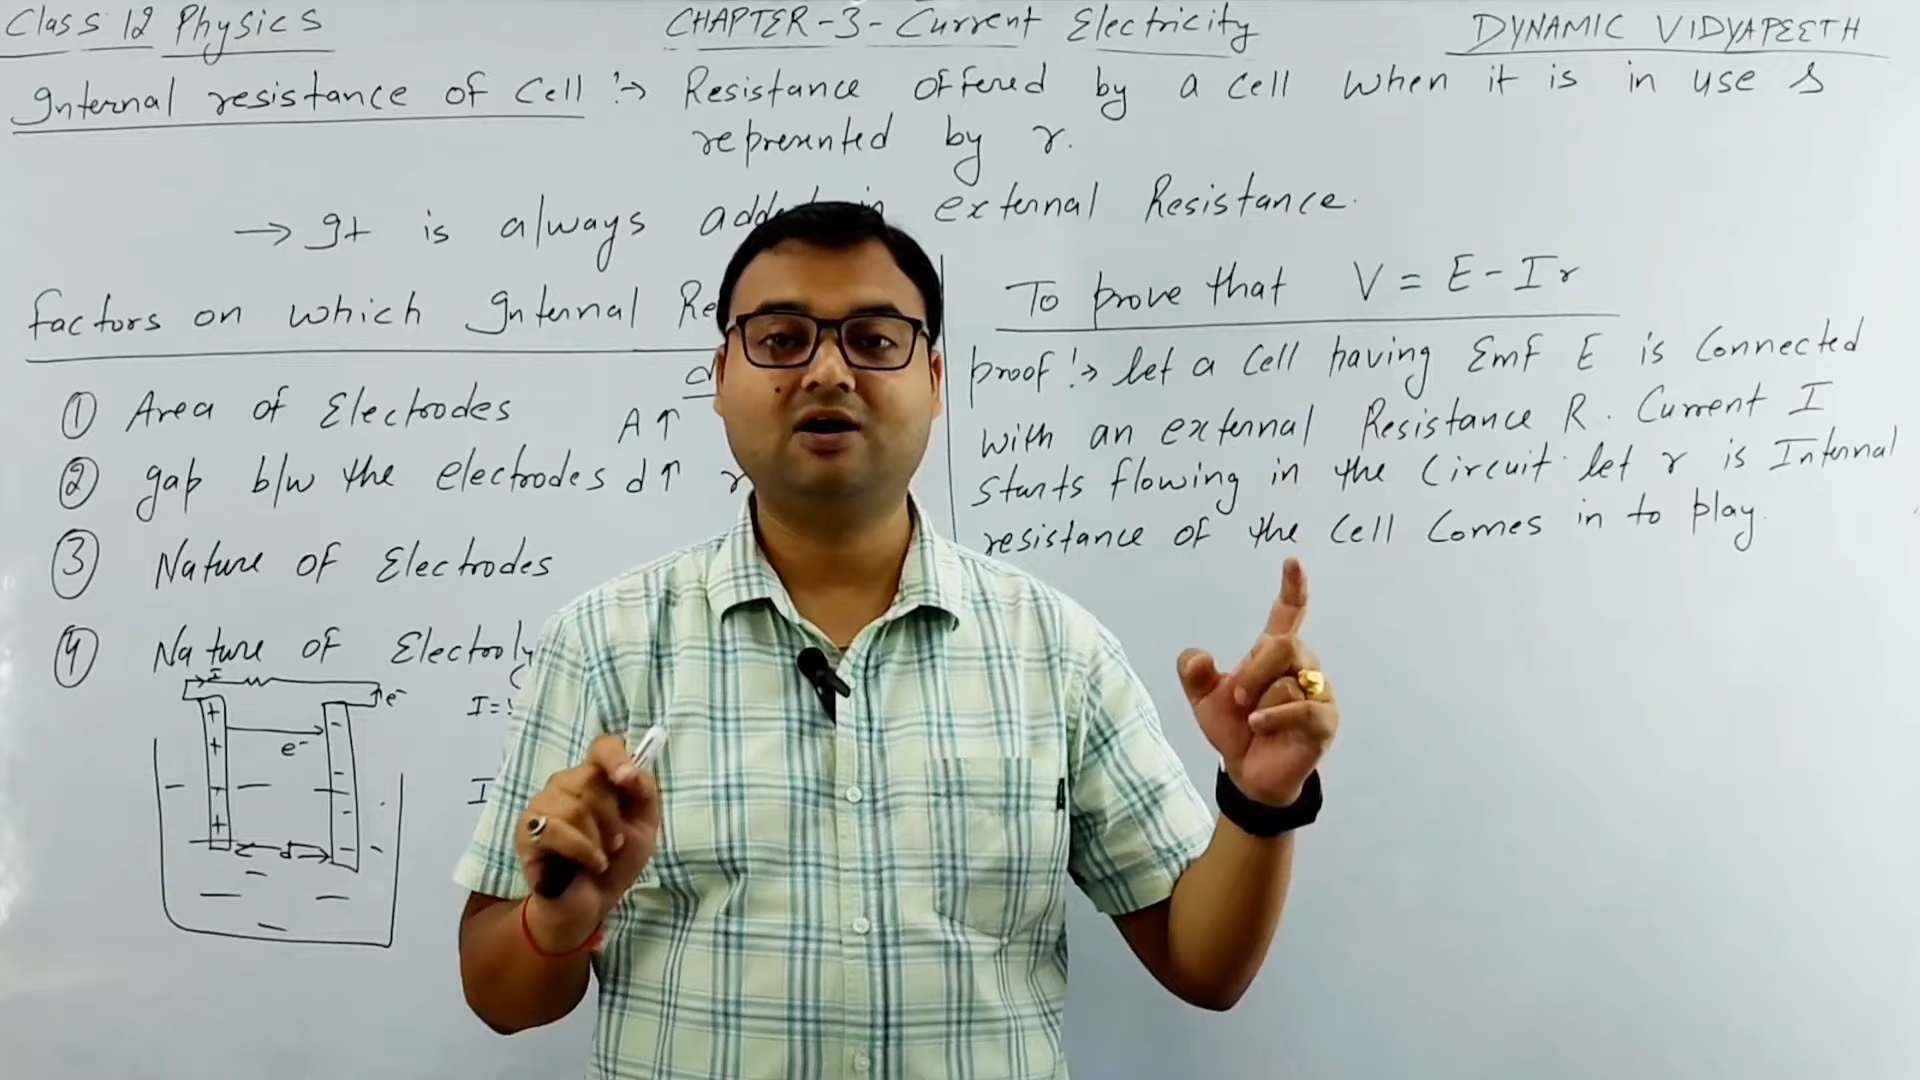 Class 12 Physics
CHAPTER-3- Current Electricity
DYNAMIC VIDYAPEETH
Internal resistance of Cell :→ Resistance offered by a cell when it is in use &
represented by r.
→ It is always added in external Resistance.
factors on which Internal Re
① Area of Electrodes A↑
② gap b/w the electrodes d↑ r
③ Nature of Electrodes
④ Nature of Electroly
I
e⁻
+
+
+
+
e⁻
d
I =
I
To prove that V = E - Ir
proof :→ let a Cell having Emf E is Connected
with an external Resistance R. Current I
starts flowing in the Circuit. let r is Internal
resistance of the Cell Comes in to play.